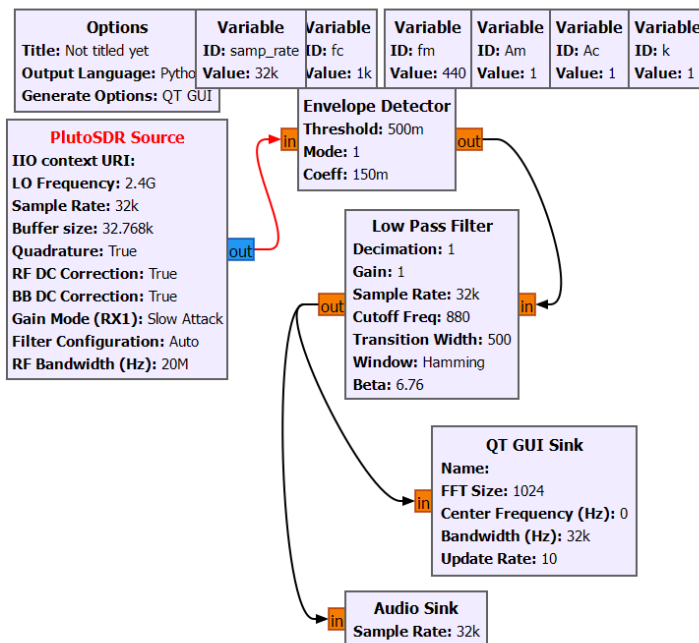 Options
Title: Not titled yet
Output Language: Pytho
Generate Options: QT GUI
Variable
ID: samp_rate
Value: 32k
Variable
ID: fc
Value: 1k
Variable
ID: fm
Value: 440
Variable
ID: Am
Value: 1
Variable
ID: Ac
Value: 1
Variable
ID: k
Value: 1
Envelope Detector
Threshold: 500m
Mode: 1
Coeff: 150m
in
out
PlutoSDR Source
IIO context URI:
LO Frequency: 2.4G
Sample Rate: 32k
Buffer size: 32.768k
Quadrature: True
RF DC Correction: True
BB DC Correction: True
Gain Mode (RX1): Slow Attack
Filter Configuration: Auto
RF Bandwidth (Hz): 20M
out
Low Pass Filter
Decimation: 1
Gain: 1
Sample Rate: 32k
Cutoff Freq: 880
Transition Width: 500
Window: Hamming
Beta: 6.76
out
in
QT GUI Sink
Name:
FFT Size: 1024
Center Frequency (Hz): 0
Bandwidth (Hz): 32k
Update Rate: 10
in
Audio Sink
Sample Rate: 32k
in